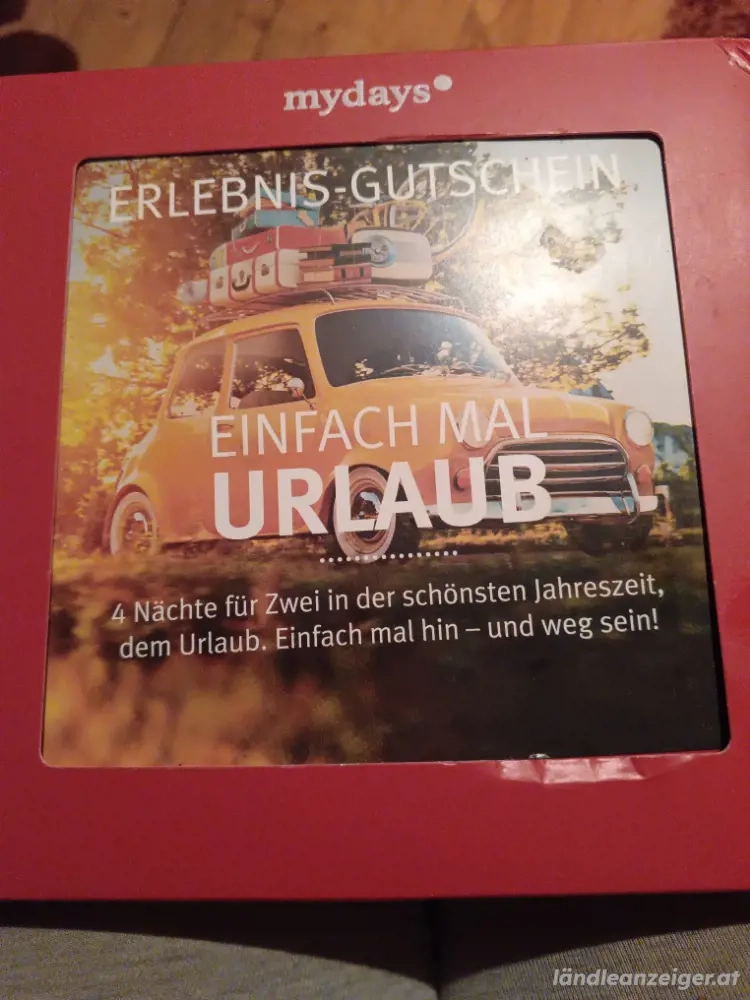 mydays
ERLEBNIS-GUTSCHEIN
EINFACH MAL
URLAUB
4 Nächte für Zwei in der schönsten Jahreszeit,
dem Urlaub. Einfach mal hin – und weg sein!
ländleanzeiger.at